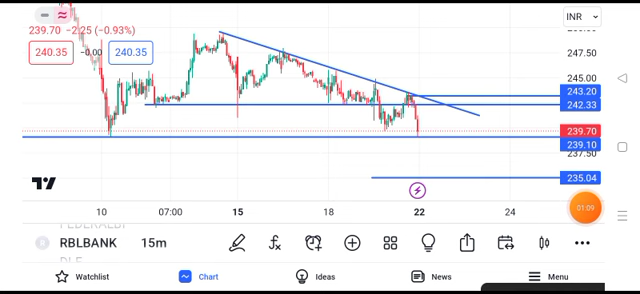 INR
239.70 −2.25 (−0.93%)
240.35 -0.00 240.35
247.50
245.00
243.20
242.33
239.70
239.10
237.50
235.04
01:09
10 07:00 15 18 22 24
RBLBANK 15m
Watchlist Chart Ideas News Menu